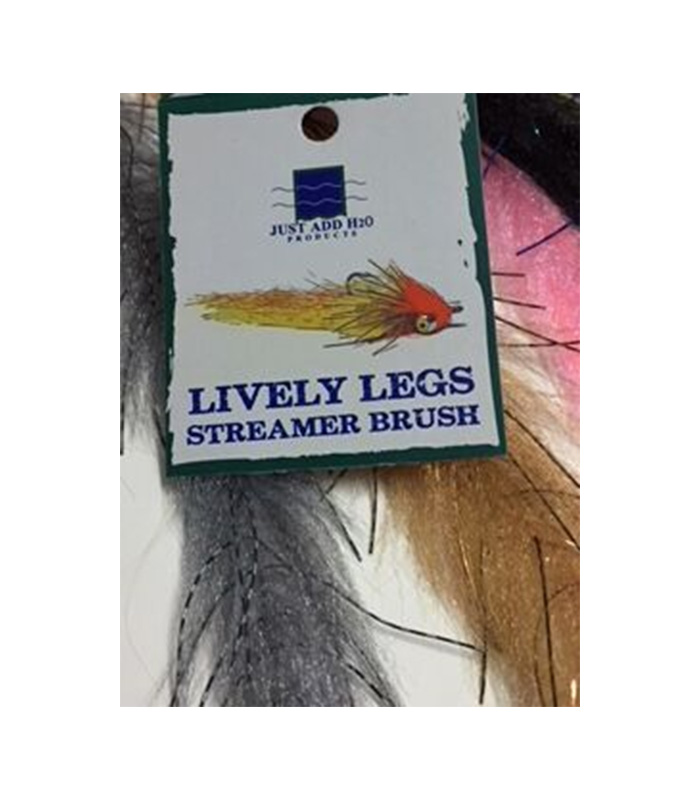 JUST ADD H2O
PRODUCTS
LIVELY LEGS
STREAMER BRUSH